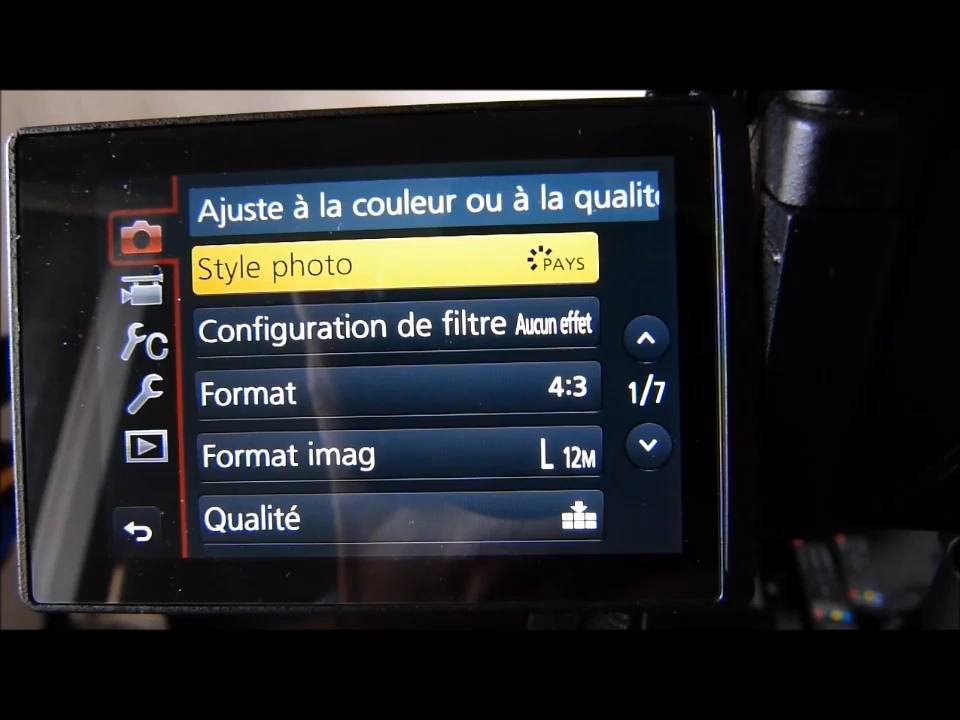 Ajuste à la couleur ou à la qualité
Style photo PAYS
Configuration de filtre Aucun effet
Format 4:3
1/7
Format imag L 12M
Qualité
C